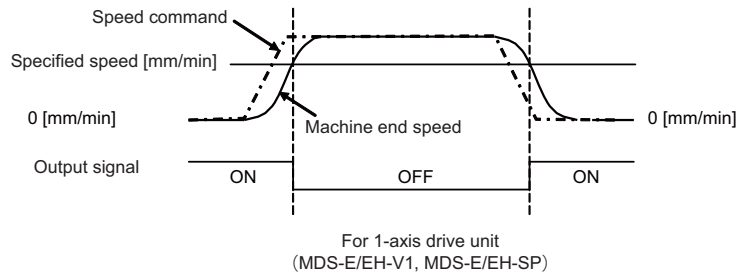 Speed command
Specified speed [mm/min]
0 [mm/min]
0 [mm/min]
Machine end speed
Output signal
ON
OFF
ON
For 1-axis drive unit
(MDS-E/EH-V1, MDS-E/EH-SP)